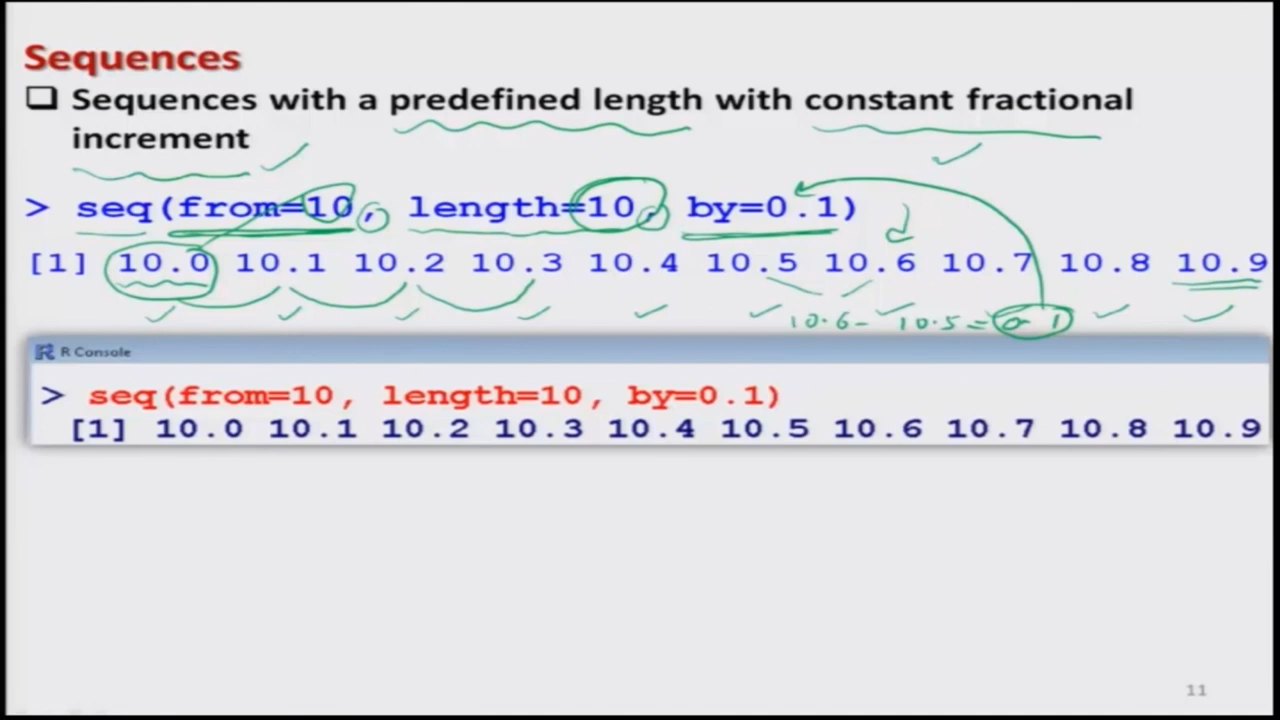 Sequences
❑ Sequences with a predefined length with constant fractional
increment
> seq(from=10, length=10, by=0.1)
[1] 10.0 10.1 10.2 10.3 10.4 10.5 10.6 10.7 10.8 10.9
10.6 - 10.5 = 0.1
R Console
> seq(from=10, length=10, by=0.1)
[1] 10.0 10.1 10.2 10.3 10.4 10.5 10.6 10.7 10.8 10.9
11